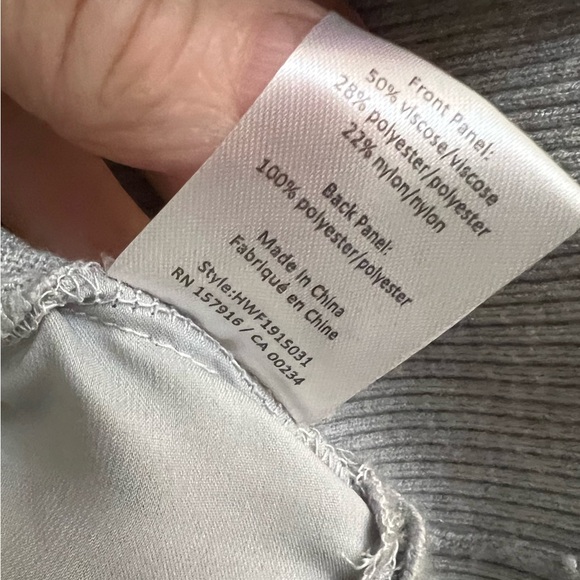 Front Panel:
50% viscose/viscose
28% polyester/polyester
22% nylon/nylon
Back Panel:
100% polyester/polyester
Made In China
Fabriqué en Chine
Style:HWF191S031
RN 157916 / CA 00234